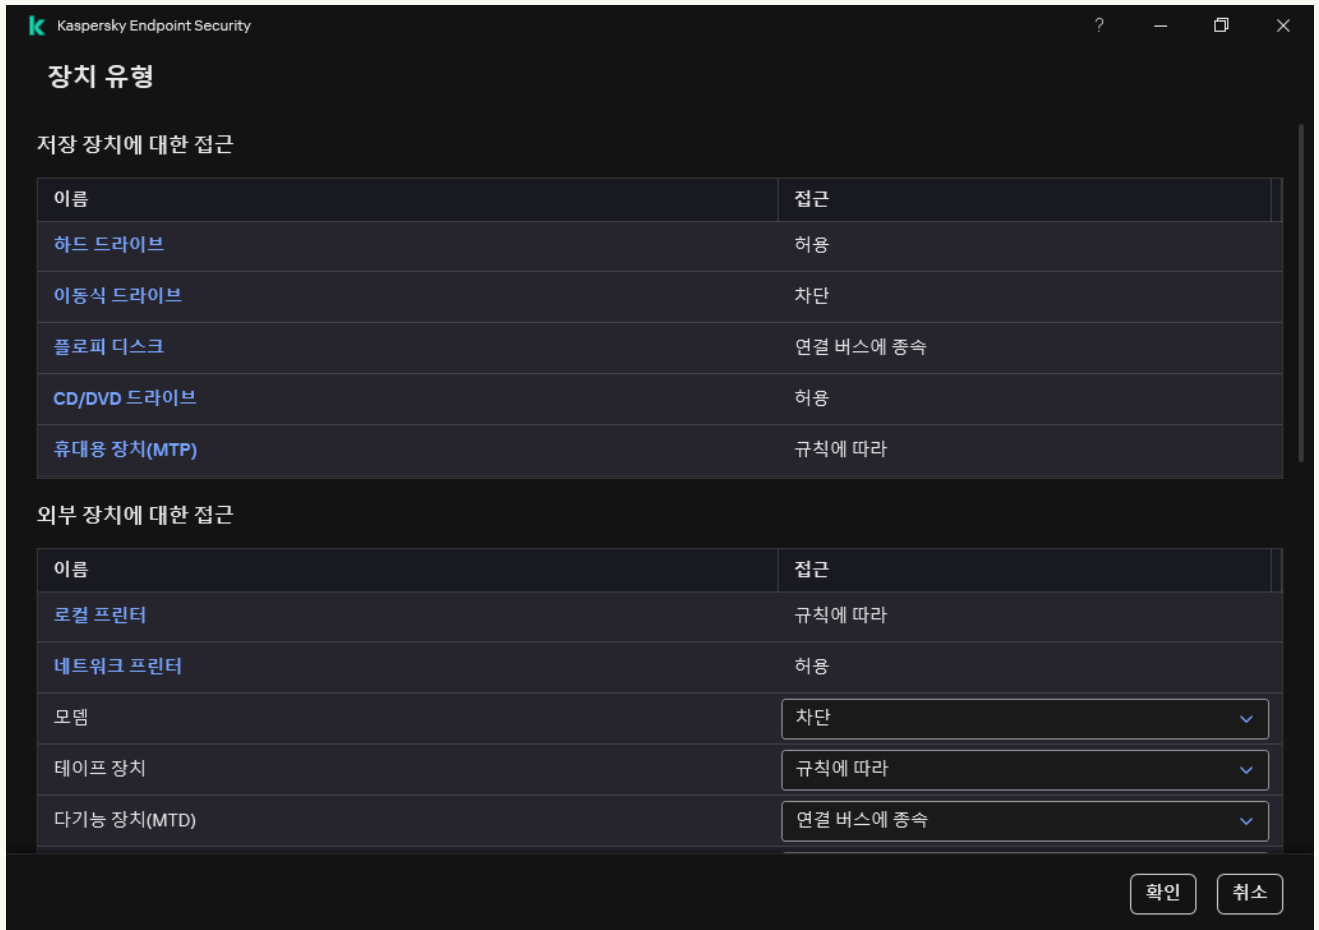 Kaspersky Endpoint Security
장치 유형
저장 장치에 대한 접근
이름 접근
하드 드라이브 허용
이동식 드라이브 차단
플로피 디스크 연결 버스에 종속
CD/DVD 드라이브 허용
휴대용 장치(MTP) 규칙에 따라
외부 장치에 대한 접근
이름 접근
로컬 프린터 규칙에 따라
네트워크 프린터 허용
모뎀 차단
테이프 장치 규칙에 따라
다기능 장치(MTD) 연결 버스에 종속
확인 취소